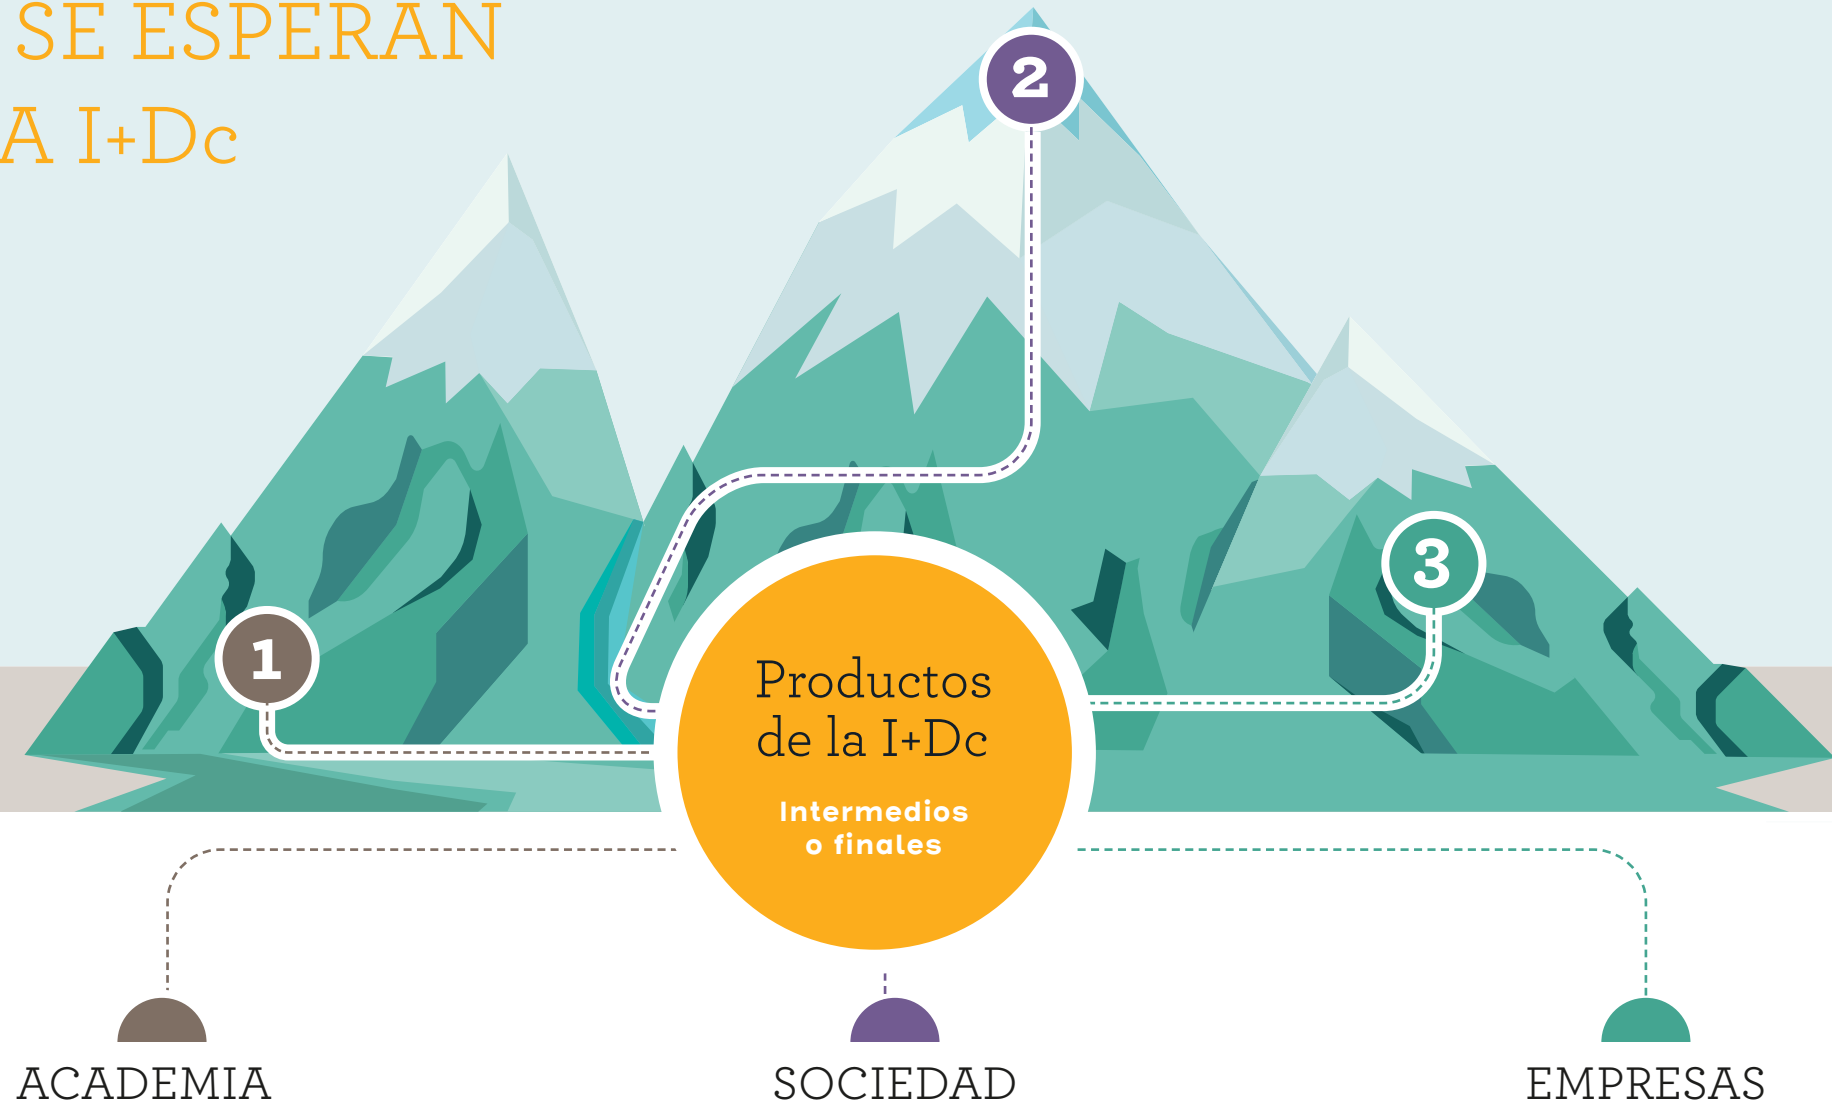 SE ESPERAN
A I+Dc
2
3
1
Productos
de la I+Dc
Intermedios
o finales
ACADEMIA
SOCIEDAD
EMPRESAS